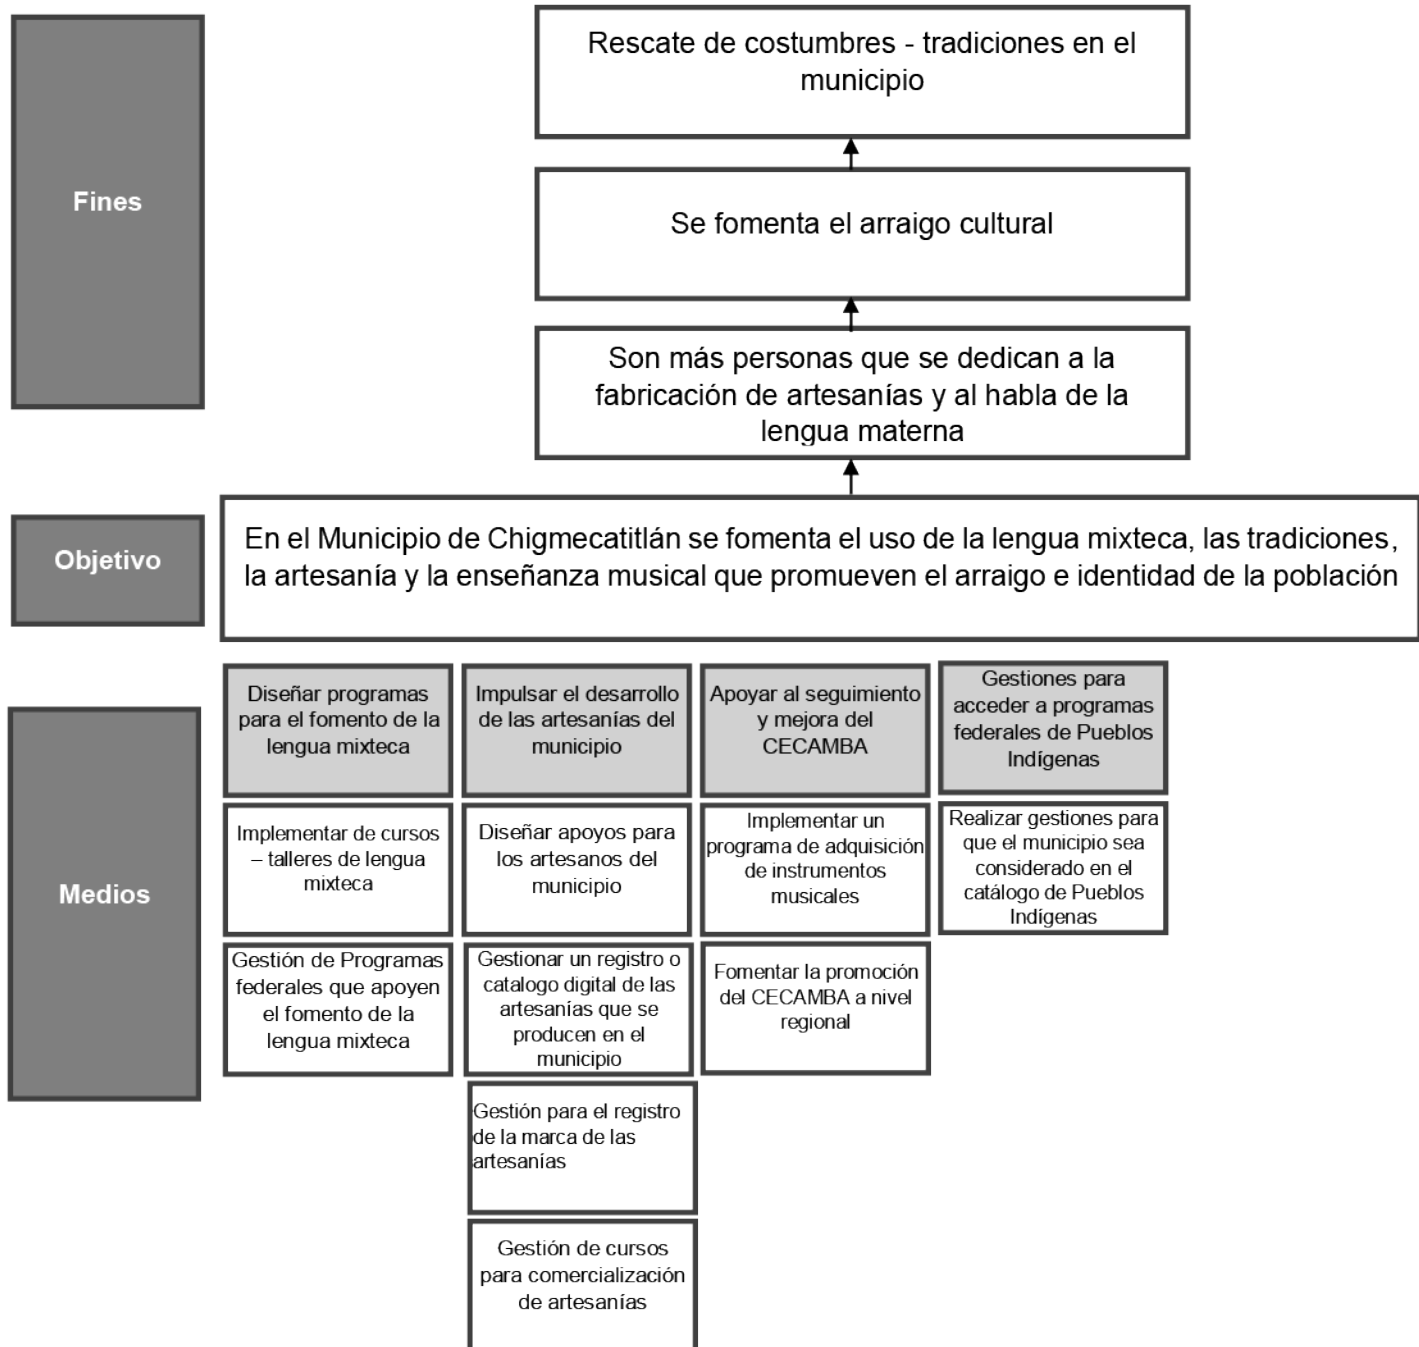 Fines
Rescate de costumbres - tradiciones en el
municipio
Se fomenta el arraigo cultural
Son más personas que se dedican a la
fabricación de artesanías y al habla de la
lengua materna
Objetivo
En el Municipio de Chigmecatitlán se fomenta el uso de la lengua mixteca, las tradiciones,
la artesanía y la enseñanza musical que promueven el arraigo e identidad de la población
Medios
Diseñar programas
para el fomento de la
lengua mixteca
Implementar de cursos
– talleres de lengua
mixteca
Gestión de Programas
federales que apoyen
el fomento de la
lengua mixteca
Impulsar el desarrollo
de las artesanías del
municipio
Diseñar apoyos para
los artesanos del
municipio
Gestionar un registro o
catalogo digital de las
artesanías que se
producen en el
municipio
Gestión para el registro
de la marca de las
artesanías
Gestión de cursos
para comercialización
de artesanías
Apoyar al seguimiento
y mejora del
CECAMBA
Implementar un
programa de adquisición
de instrumentos
musicales
Fomentar la promoción
del CECAMBA a nivel
regional
Gestiones para
acceder a programas
federales de Pueblos
Indígenas
Realizar gestiones para
que el municipio sea
considerado en el
catálogo de Pueblos
Indígenas